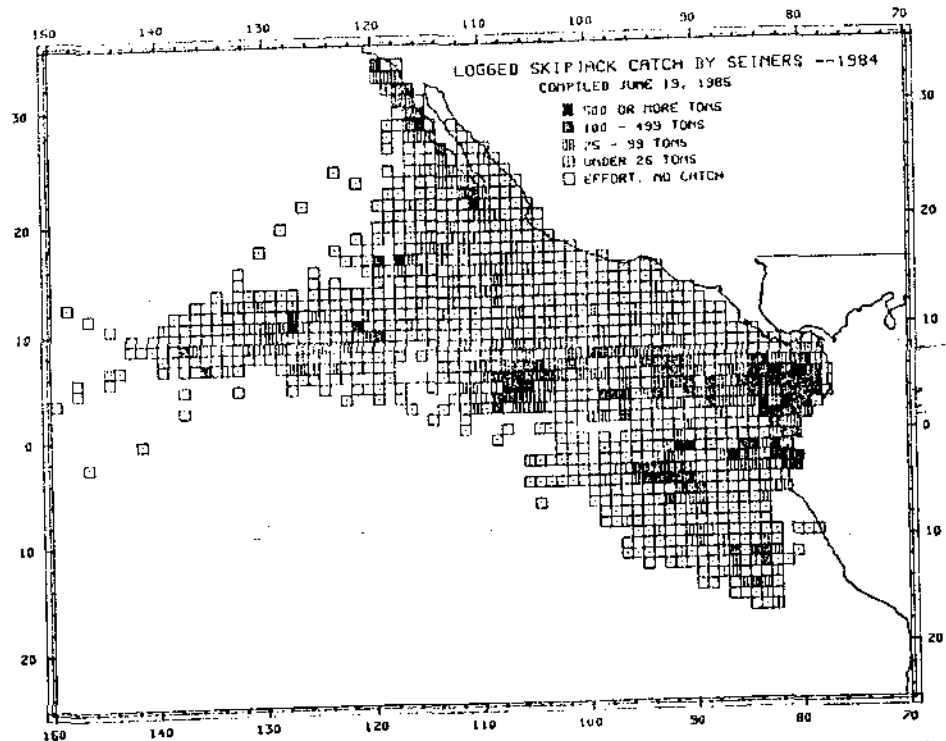 150 140 130 120 110 100 90 80 70
LOGGED SKIPJACK CATCH BY SEINERS --1984
COMPILED JUNE 19, 1985
500 OR MORE TONS
100 - 499 TONS
25 - 99 TONS
UNDER 26 TONS
EFFORT, NO CATCH
30 30
20 20
10 10
0 0
10 10
20 20
150 140 130 120 110 100 90 80 70